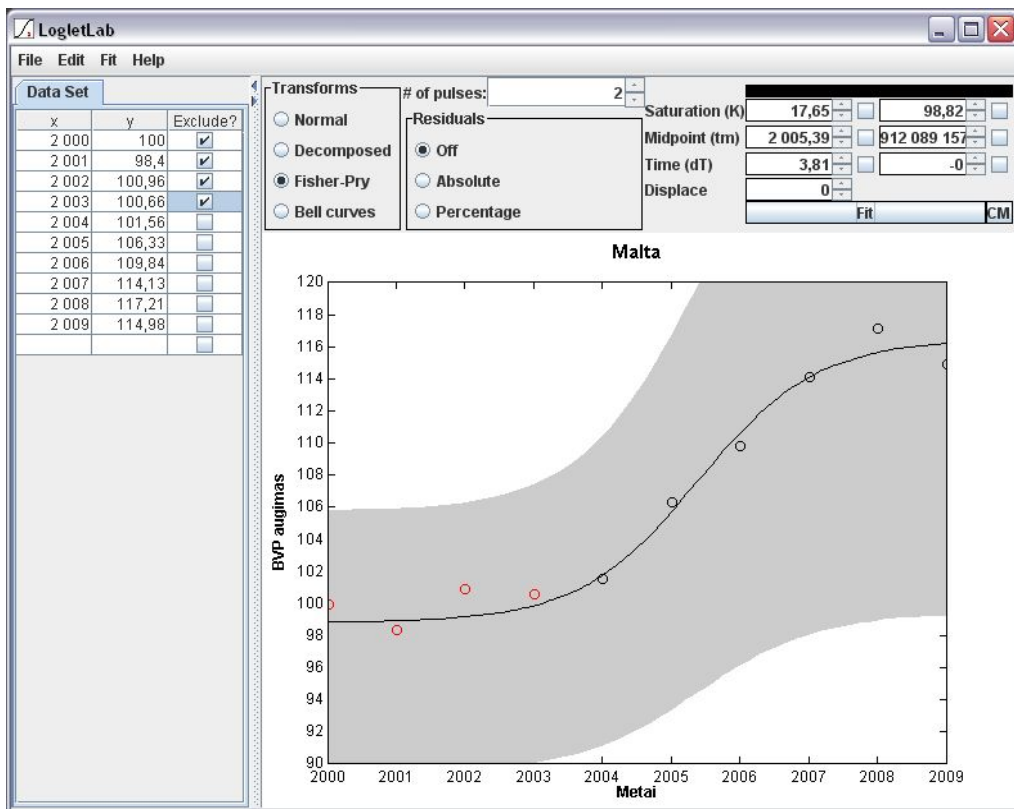 LogletLab
File Edit Fit Help
Data Set
x y Exclude?
2 000 100
2 001 98,4
2 002 100,96
2 003 100,66
2 004 101,56
2 005 106,33
2 006 109,84
2 007 114,13
2 008 117,21
2 009 114,98
Transforms
Normal
Decomposed
Fisher-Pry
Bell curves
# of pulses: 2
Residuals
Off
Absolute
Percentage
Saturation (K) 17,65 98,82
Midpoint (tm) 2 005,39 912 089 157
Time (dT) 3,81 -0
Displace 0
Fit CM
Malta
BVP augimas
120
118
116
114
112
110
108
106
104
102
100
98
96
94
92
90
2000 2001 2002 2003 2004 2005 2006 2007 2008 2009
Metai